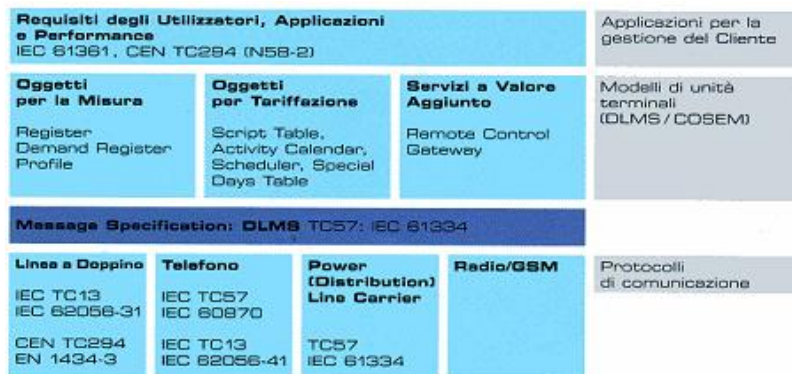 Requisiti degli Utilizzatori, Applicazioni
e Performance
IEC 61361, CEN TC294 (N58-2)
Applicazioni per la
gestione del Cliente
Oggetti
per la Misura
Register
Demand Register
Profile
Oggetti
per Tariffazione
Script Table,
Activity Calendar,
Scheduler, Special
Days Table
Servizi a Valore
Aggiunto
Remote Control
Gateway
Modelli di unità
terminali
(DLMS/COSEM)
Message Specification: DLMS TC57: IEC 61334
Linea a Doppino
IEC TC13
IEC 62056-31
CEN TC294
EN 1434-3
Telefono
IEC TC57
IEC 60870
IEC TC13
IEC 62056-41
Power
(Distribution)
Line Carrier
TC57
IEC 61334
Radio/GSM
Protocolli
di comunicazione